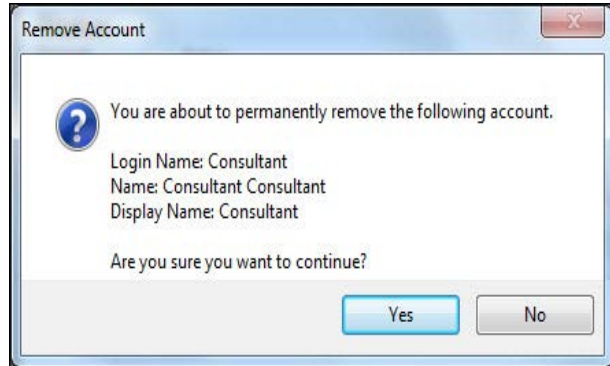 Remove Account
You are about to permanently remove the following account.
Login Name: Consultant
Name: Consultant Consultant
Display Name: Consultant
Are you sure you want to continue?
Yes
No